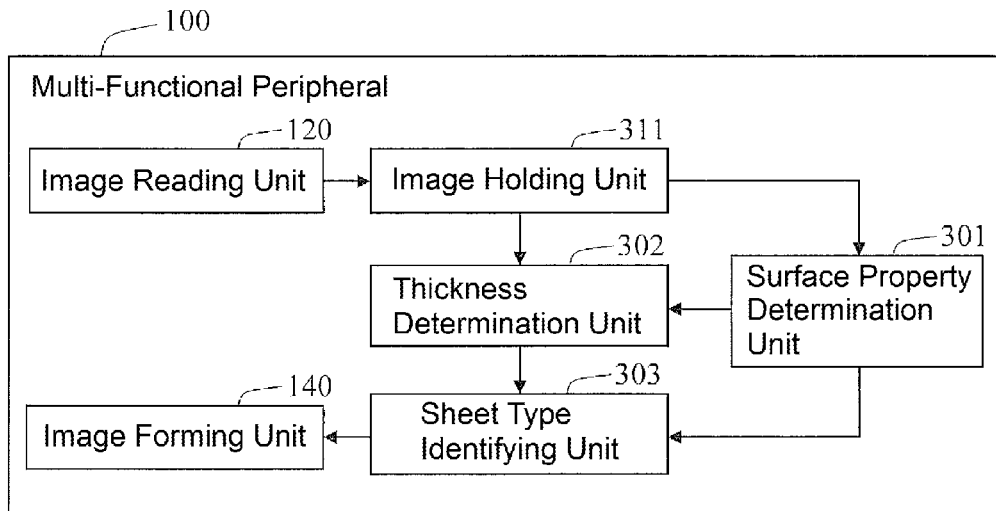 100
Multi-Functional Peripheral
120
311
Image Reading Unit
Image Holding Unit
302
301
Thickness
Determination Unit
Surface Property
Determination
Unit
140
303
Image Forming Unit
Sheet Type
Identifying Unit